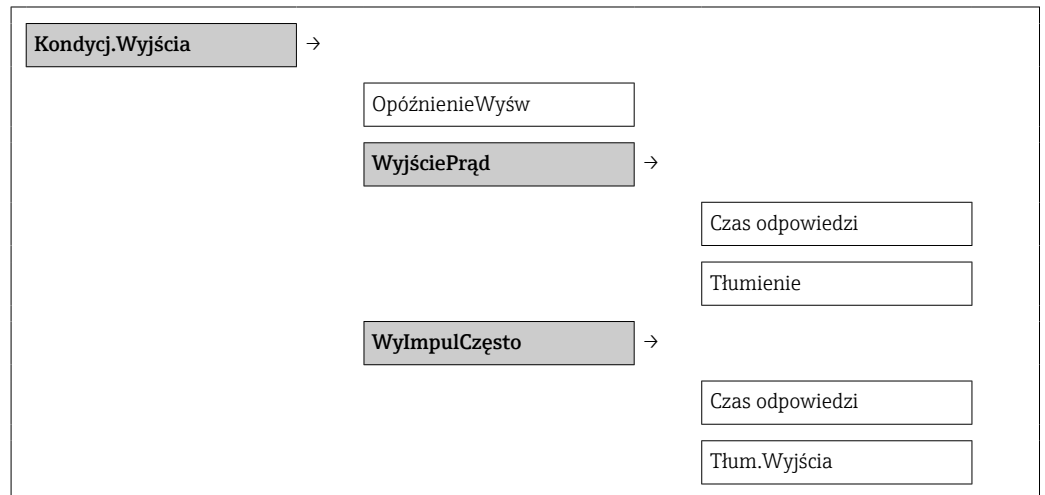 Kondycj.Wyjścia →
OpóźnienieWyśw
WyjściePrąd →
Czas odpowiedzi
Tłumienie
WyImpulCzęsto →
Czas odpowiedzi
Tłum.Wyjścia